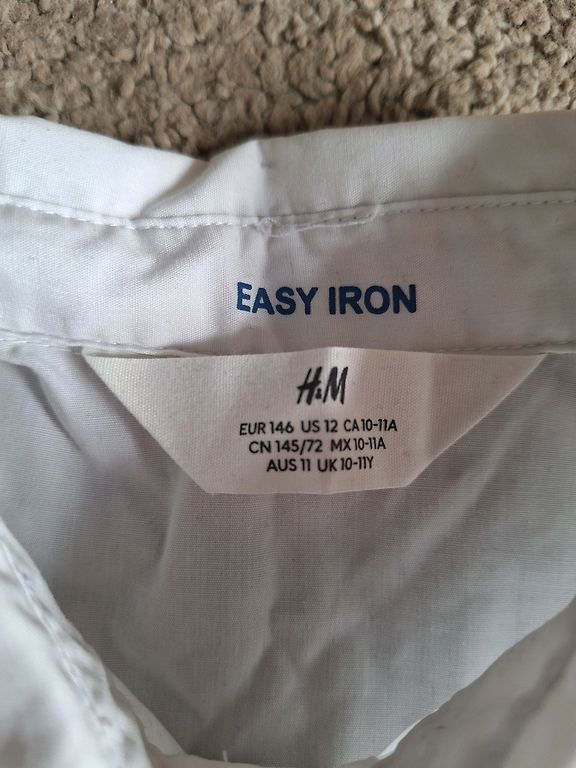 EASY IRON
H&M
EUR 146 US 12 CA 10-11A
CN 145/72 MX 10-11A
AUS 11 UK 10-11Y